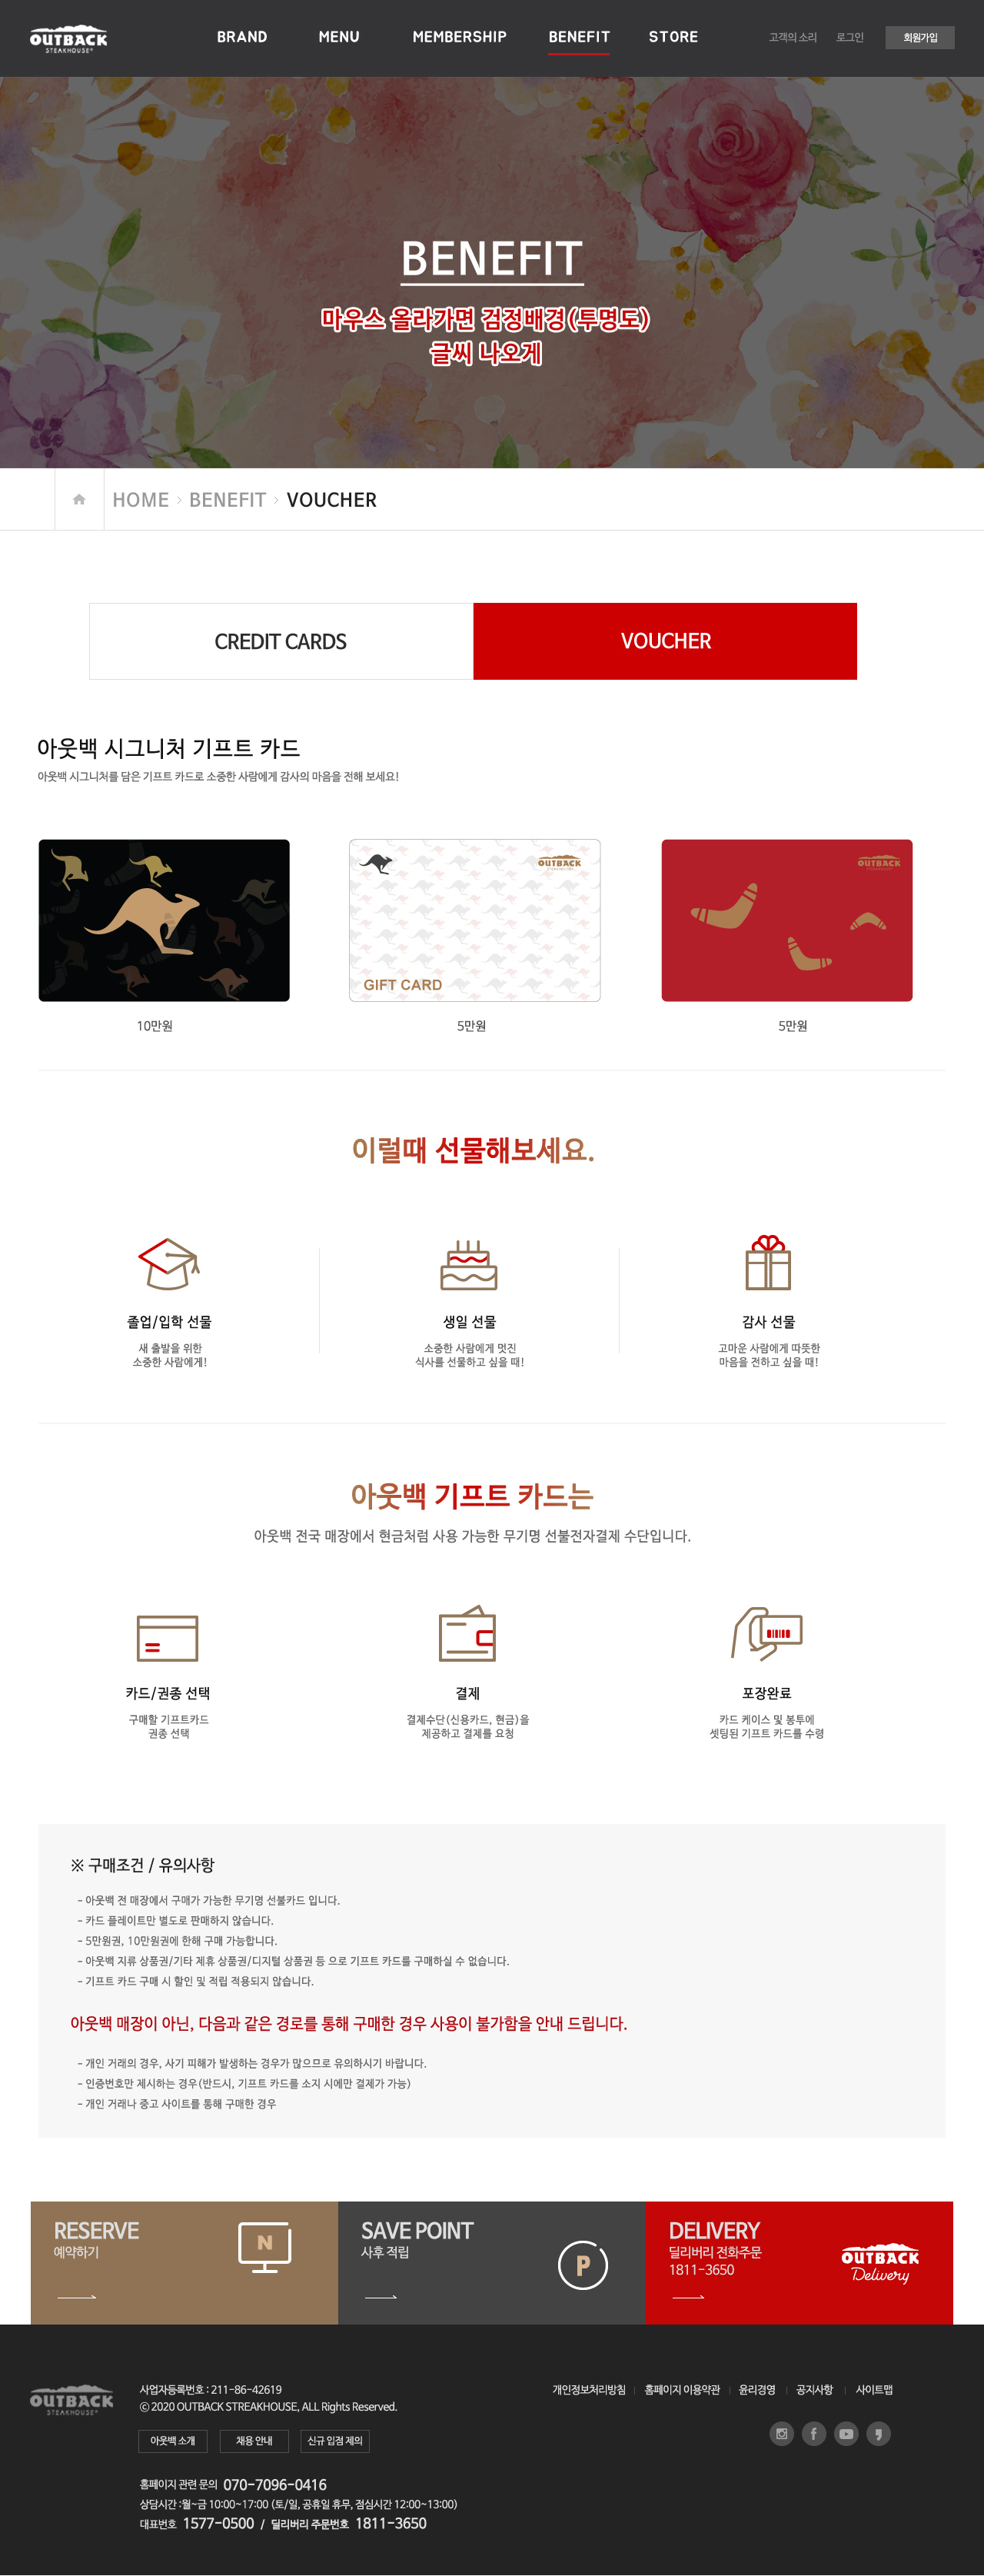 OUTBACK
STEAKHOUSE®
BRAND MENU MEMBERSHIP BENEFIT STORE
고객의 소리 로그인 회원가입
BENEFIT
마우스 올라가면 검정배경(투명도)
글씨 나오게
HOME > BENEFIT > VOUCHER
CREDIT CARDS VOUCHER
아웃백 시그니처 기프트 카드
아웃백 시그니처를 담은 기프트 카드로 소중한 사람에게 감사의 마음을 전해 보세요!
OUTBACK
GIFT CARD
OUTBACK
10만원 5만원 5만원
이럴때 선물해보세요.
졸업/입학 선물
새 출발을 위한
소중한 사람에게!
생일 선물
소중한 사람에게 멋진
식사를 선물하고 싶을 때!
감사 선물
고마운 사람에게 따뜻한
마음을 전하고 싶을 때!
아웃백 기프트 카드는
아웃백 전국 매장에서 현금처럼 사용 가능한 무기명 선불전자결제 수단입니다.
카드/권종 선택
구매할 기프트카드
권종 선택
결제
결제수단(신용카드, 현금)을
제공하고 결제를 요청
포장완료
카드 케이스 및 봉투에
셋팅된 기프트 카드를 수령
※ 구매조건 / 유의사항
- 아웃백 전 매장에서 구매가 가능한 무기명 선불카드 입니다.
- 카드 플레이트만 별도로 판매하지 않습니다.
- 5만원권, 10만원권에 한해 구매 가능합니다.
- 아웃백 지류 상품권/기타 제휴 상품권/디지털 상품권 등 으로 기프트 카드를 구매하실 수 없습니다.
- 기프트 카드 구매 시 할인 및 적립 적용되지 않습니다.
아웃백 매장이 아닌, 다음과 같은 경로를 통해 구매한 경우 사용이 불가함을 안내 드립니다.
- 개인 거래의 경우, 사기 피해가 발생하는 경우가 많으므로 유의하시기 바랍니다.
- 인증번호만 제시하는 경우(반드시, 기프트 카드를 소지 시에만 결제가 가능)
- 개인 거래나 중고 사이트를 통해 구매한 경우
RESERVE
예약하기
N
SAVE POINT
사후 적립
P
DELIVERY
딜리버리 전화주문
1811-3650
OUTBACK
Delivery
OUTBACK
STEAKHOUSE®
사업자등록번호 : 211-86-42619
© 2020 OUTBACK STREAKHOUSE, ALL Rights Reserved.
아웃백 소개 채용 안내 신규 입점 제의
개인정보처리방침 | 홈페이지 이용약관 | 윤리경영 | 공지사항 | 사이트맵
홈페이지 관련 문의 070-7096-0416
상담시간 :월~금 10:00~17:00 (토/일, 공휴일 휴무, 점심시간 12:00~13:00)
대표번호 1577-0500 / 딜리버리 주문번호 1811-3650